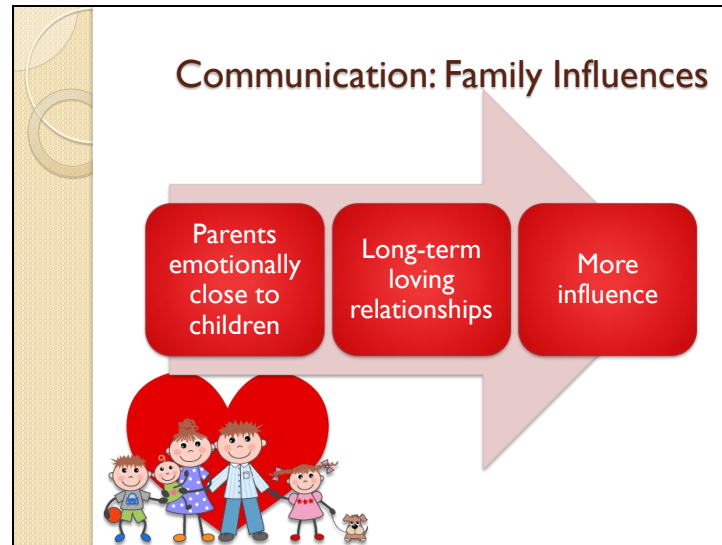 Communication: Family Influences
Parents
emotionally
close to
children
Long-term
loving
relationships
More
influence